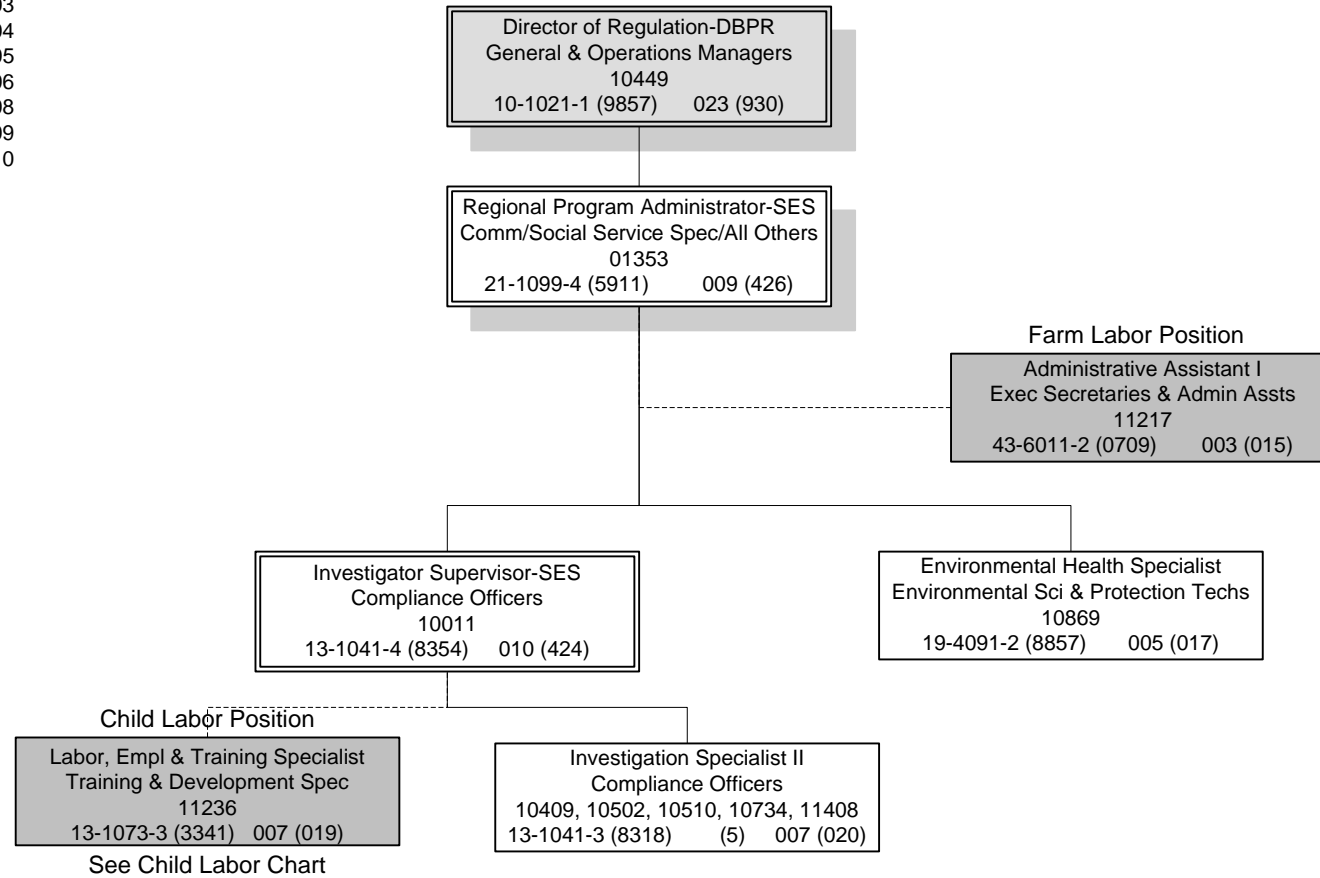 Director of Regulation-DBPR
General & Operations Managers
10449
10-1021-1 (9857) 023 (930)
Regional Program Administrator-SES
Comm/Social Service Spec/All Others
01353
21-1099-4 (5911) 009 (426)
Farm Labor Position
Administrative Assistant I
Exec Secretaries & Admin Assts
11217
43-6011-2 (0709) 003 (015)
Investigator Supervisor-SES
Compliance Officers
10011
13-1041-4 (8354) 010 (424)
Environmental Health Specialist
Environmental Sci & Protection Techs
10869
19-4091-2 (8857) 005 (017)
Child Labor Position
Labor, Empl & Training Specialist
Training & Development Spec
11236
13-1073-3 (3341) 007 (019)
See Child Labor Chart
Investigation Specialist II
Compliance Officers
10409, 10502, 10510, 10734, 11408
13-1041-3 (8318) (5) 007 (020)